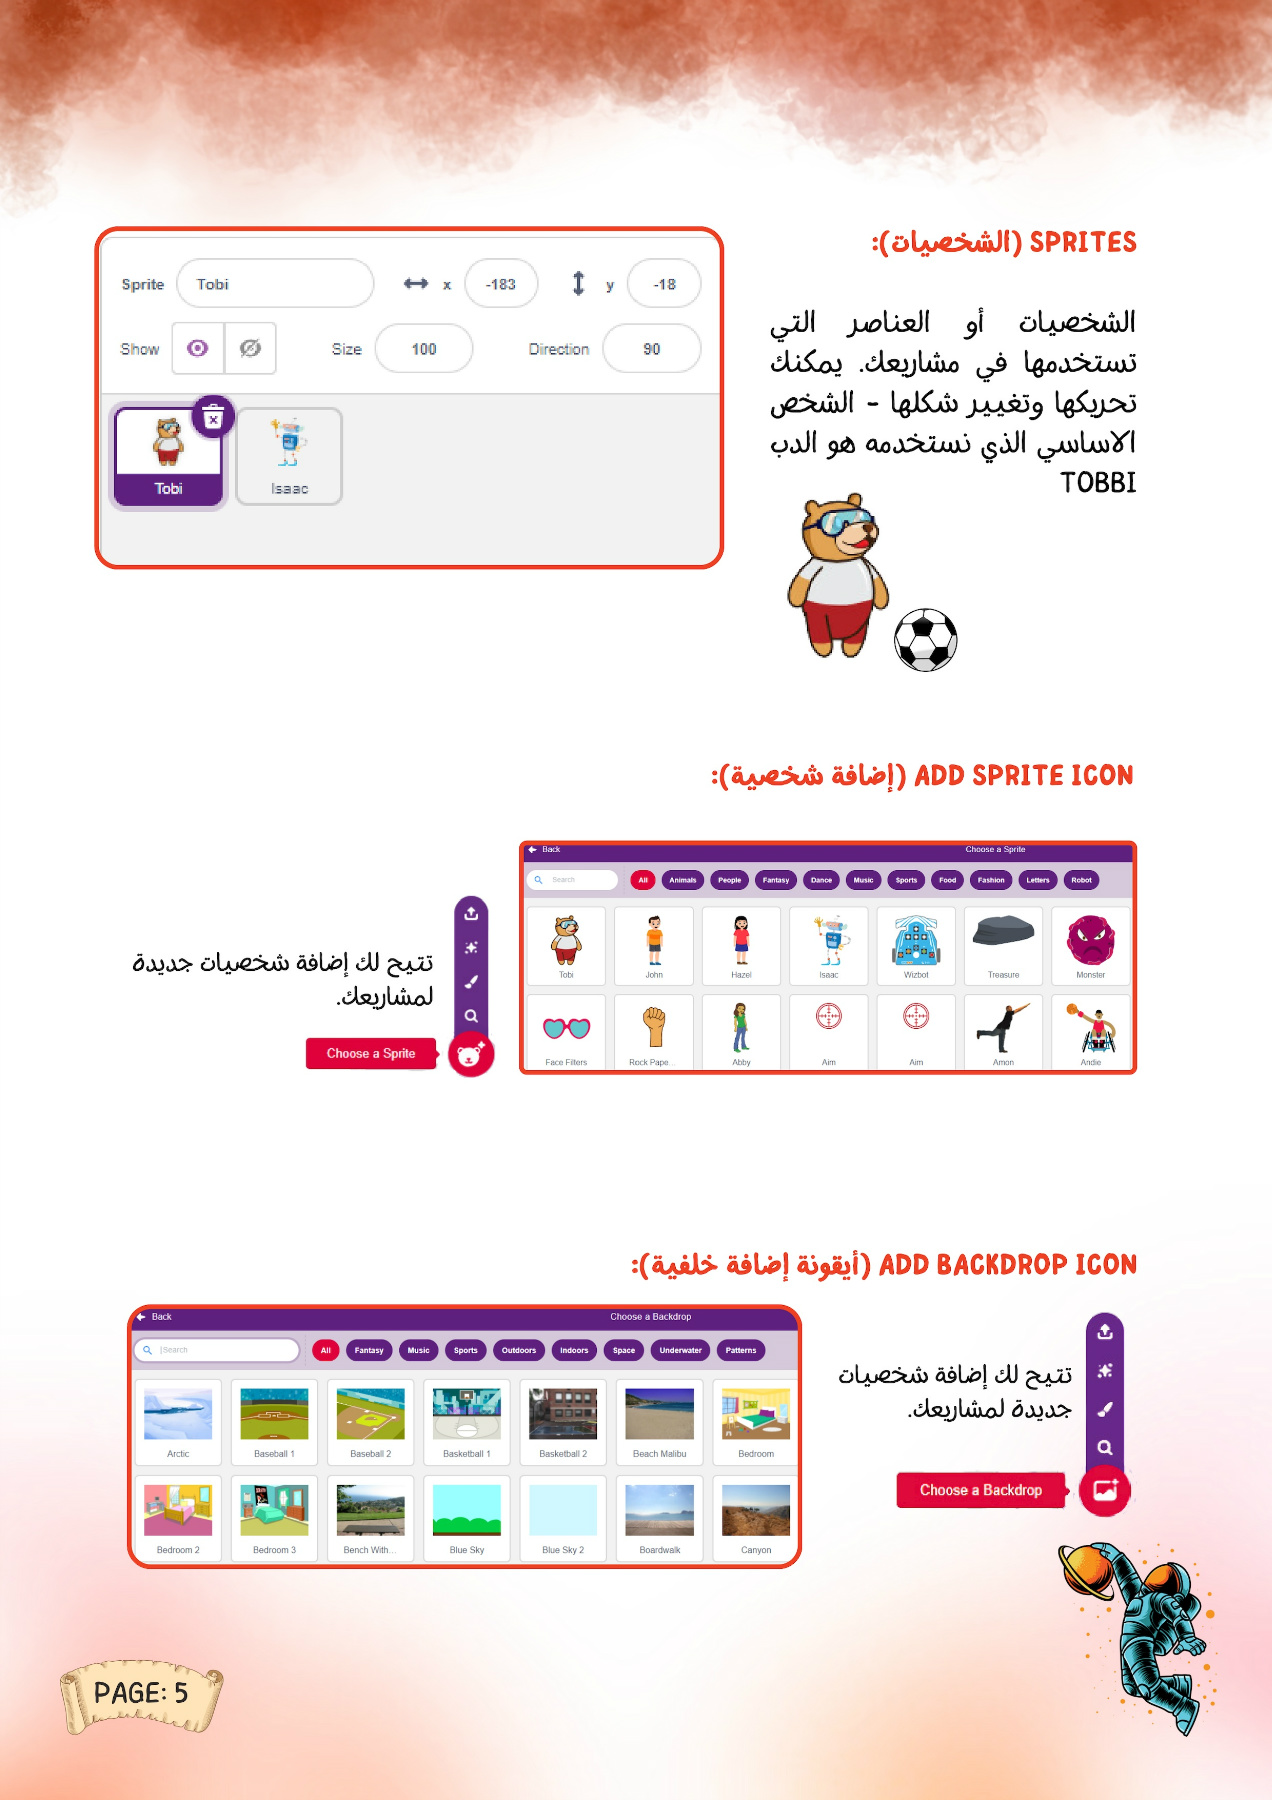 SPRITES (الشخصيات):
الشخصيات أو العناصر التي
تستخدمها في مشاريعك. يمكنك
تحريكها وتغيير شكلها - الشخص
الاساسي الذي نستخدمه هو الدب
TOBBI
Sprite Tobi x -183 y -18
Show Size 100 Direction 90
Tobi Isaac
ADD SPRITE ICON (إضافة شخصية):
Back Choose a Sprite
Search All Animals People Fantasy Dance Music Sports Food Fashion Letters Robot
Tobi John Hazel Isaac Wizbot Treasure Monster
Face Filters Rock Pape... Abby Aim Aim Amon Andie
تتيح لك إضافة شخصيات جديدة
لمشاريعك.
Choose a Sprite
ADD BACKDROP ICON (أيقونة إضافة خلفية):
Back Choose a Backdrop
Search All Fantasy Music Sports Outdoors Indoors Space Underwater Patterns
Arctic Baseball 1 Baseball 2 Basketball 1 Basketball 2 Beach Malibu Bedroom
Bedroom 2 Bedroom 3 Bench With... Blue Sky Blue Sky 2 Boardwalk Canyon
تتيح لك إضافة شخصيات
جديدة لمشاريعك.
Choose a Backdrop
PAGE: 5